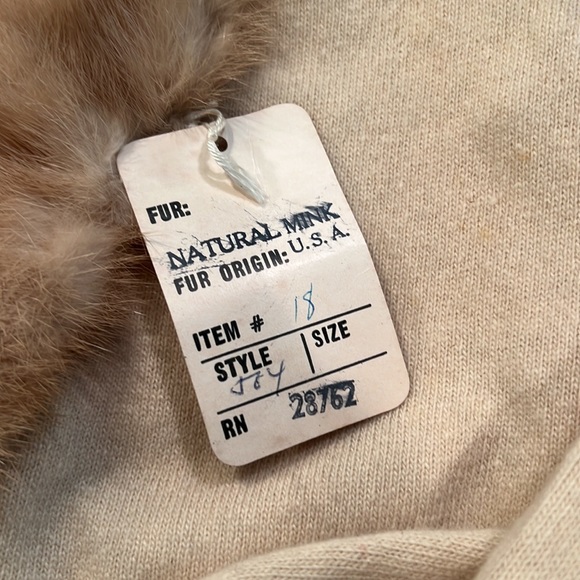 FUR:
NATURAL MINK
FUR ORIGIN: U.S.A.
ITEM # 18
STYLE SIZE
RN 28762